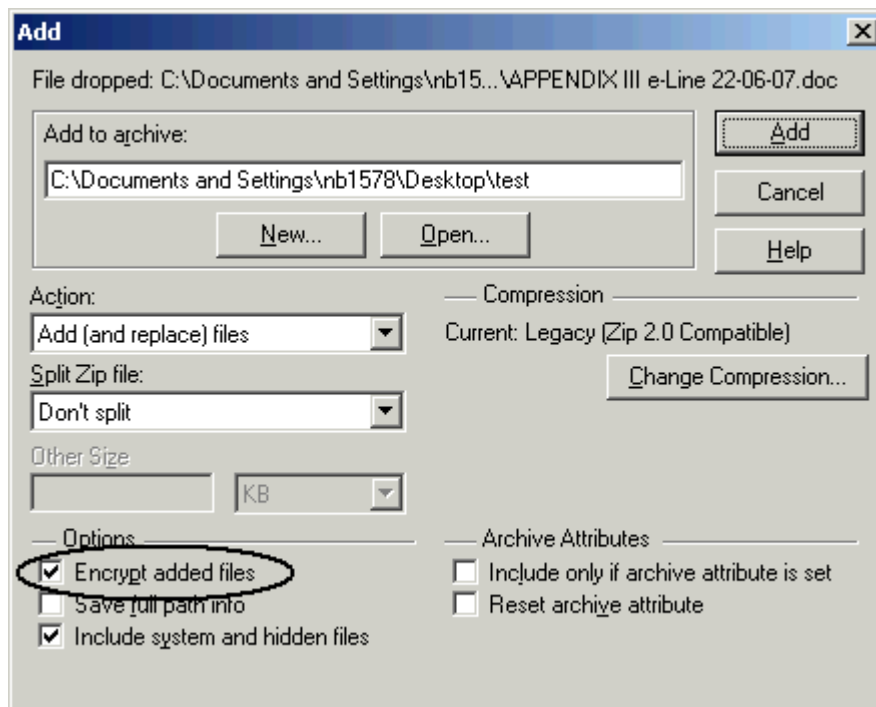 Add
File dropped: C:\Documents and Settings\nb15...\APPENDIX III e-Line 22-06-07.doc
Add to archive:
C:\Documents and Settings\nb1578\Desktop\test
New...
Open...
Add
Cancel
Help
Action:
Add (and replace) files
Split Zip file:
Don't split
Other Size
KB
Compression
Current: Legacy (Zip 2.0 Compatible)
Change Compression...
Options
Encrypt added files
Save full path info
Include system and hidden files
Archive Attributes
Include only if archive attribute is set
Reset archive attribute